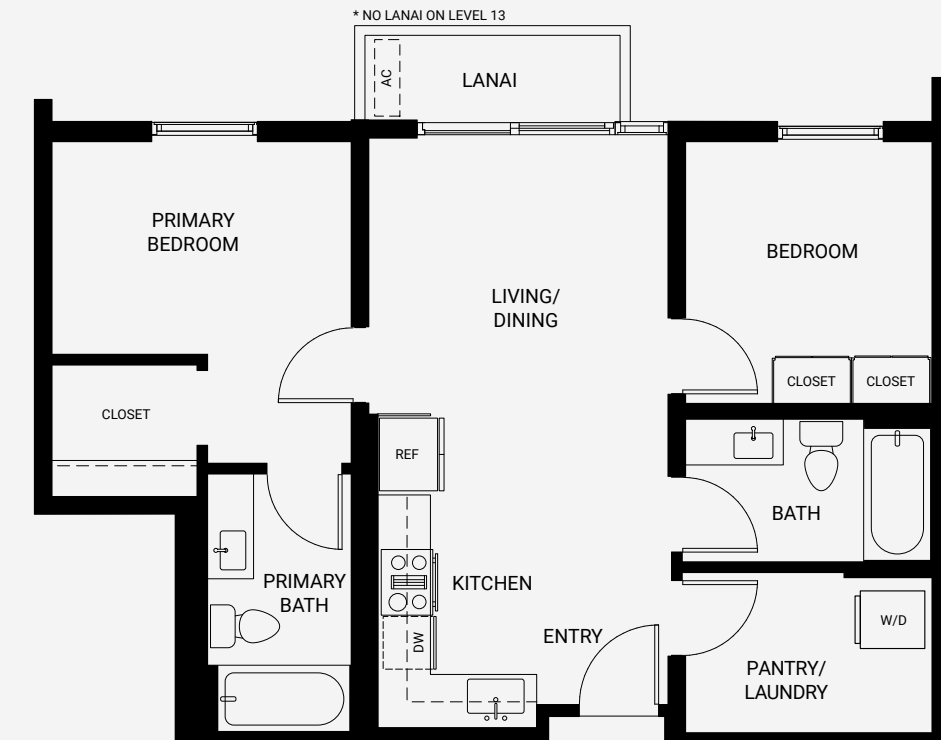 * NO LANAI ON LEVEL 13
AC
LANAI
PRIMARY
BEDROOM
BEDROOM
LIVING/
DINING
CLOSET
CLOSET
CLOSET
REF
BATH
KITCHEN
PRIMARY
BATH
DW
ENTRY
W/D
PANTRY/
LAUNDRY